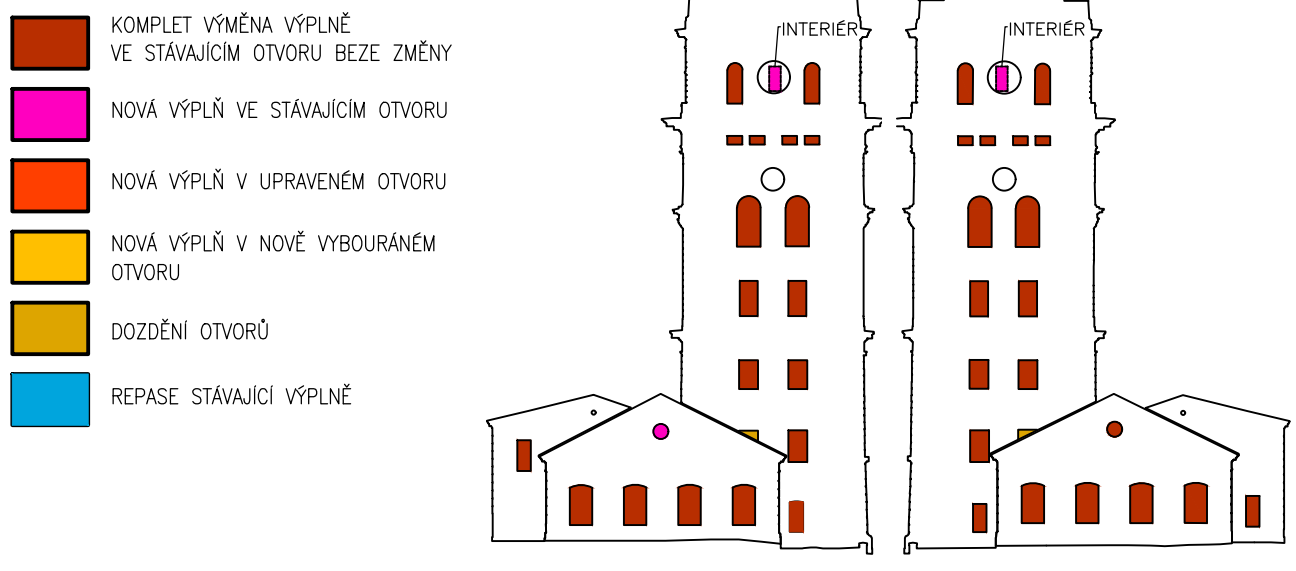 KOMPLET VÝMĚNA VÝPLNĚ
VE STÁVAJÍCÍM OTVORU BEZE ZMĚNY
NOVÁ VÝPLŇ VE STÁVAJÍCÍM OTVORU
NOVÁ VÝPLŇ V UPRAVENÉM OTVORU
NOVÁ VÝPLŇ V NOVĚ VYBOURÁNÉM
OTVORU
DOZDĚNÍ OTVORŮ
REPASE STÁVAJÍCÍ VÝPLNĚ
INTERIÉR
INTERIÉR